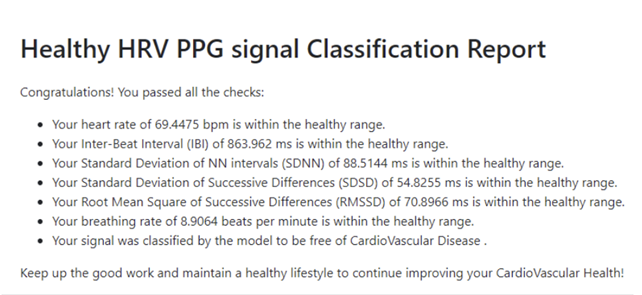 Healthy HRV PPG signal Classification Report
Congratulations! You passed all the checks:
• Your heart rate of 69.4475 bpm is within the healthy range.
• Your Inter-Beat Interval (IBI) of 863.962 ms is within the healthy range.
• Your Standard Deviation of NN intervals (SDNN) of 88.5144 ms is within the healthy range.
• Your Standard Deviation of Successive Differences (SDSD) of 54.8255 ms is within the healthy range.
• Your Root Mean Square of Successive Differences (RMSSD) of 70.8966 ms is within the healthy range.
• Your breathing rate of 8.9064 beats per minute is within the healthy range.
• Your signal was classified by the model to be free of CardioVascular Disease .
Keep up the good work and maintain a healthy lifestyle to continue improving your CardioVascular Health!